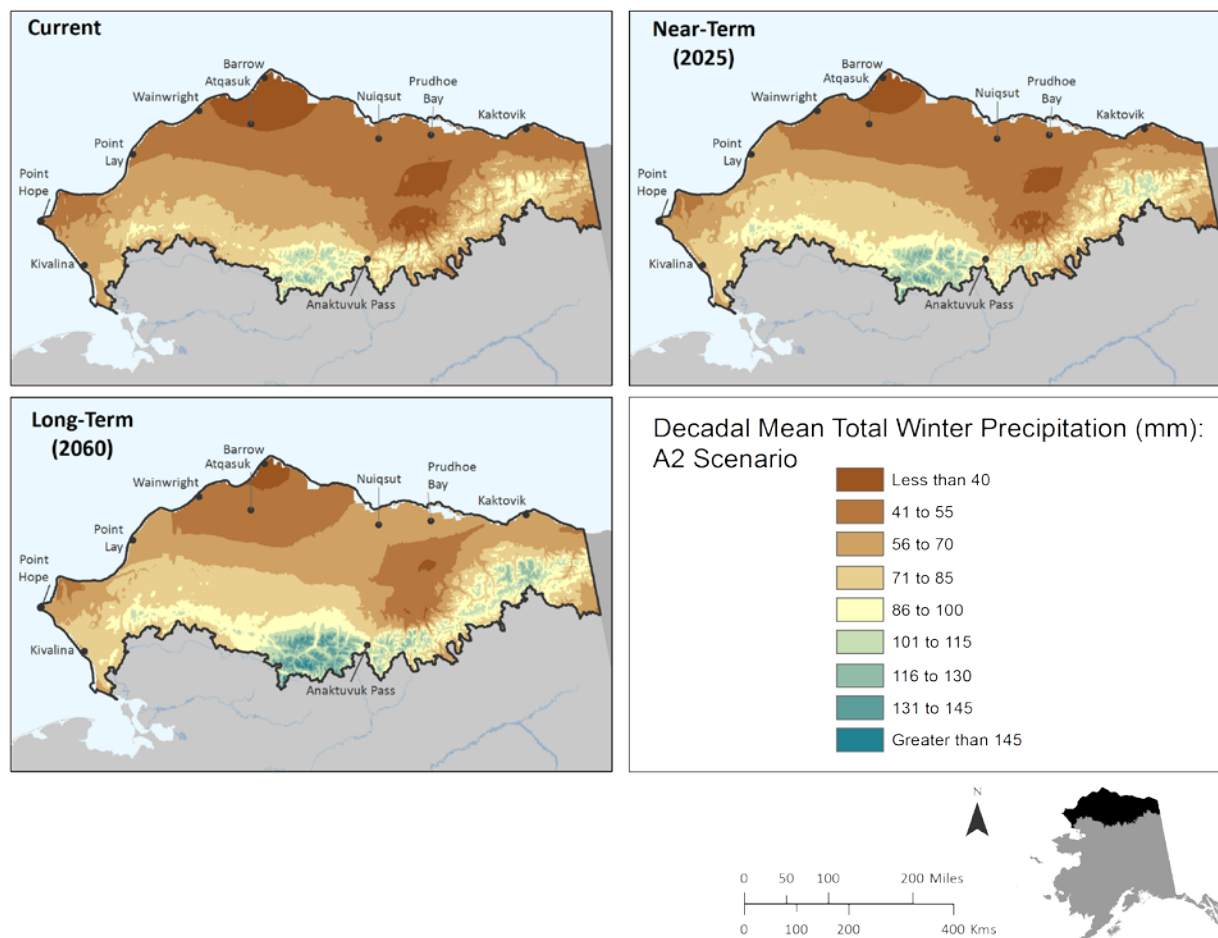 Current
Barrow
Atqasuk
Wainwright
Nuiqsut
Prudhoe
Bay
Kaktovik
Point
Lay
Point
Hope
Kivalina
Anaktuvuk Pass
Near-Term
(2025)
Barrow
Atqasuk
Wainwright
Nuiqsut
Prudhoe
Bay
Kaktovik
Point
Lay
Point
Hope
Kivalina
Anaktuvuk Pass
Long-Term
(2060)
Barrow
Atqasuk
Wainwright
Nuiqsut
Prudhoe
Bay
Kaktovik
Point
Lay
Point
Hope
Kivalina
Anaktuvuk Pass
Decadal Mean Total Winter Precipitation (mm):
A2 Scenario
Less than 40
41 to 55
56 to 70
71 to 85
86 to 100
101 to 115
116 to 130
131 to 145
Greater than 145
N
0 50 100 200 Miles
0 100 200 400 Kms